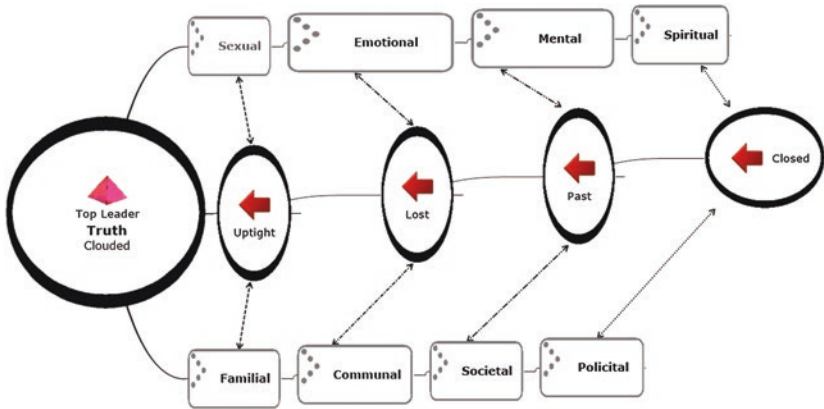 Sexual
Emotional
Mental
Spiritual
Top Leader
Truth
Clouded
Uptight
Lost
Past
Closed
Familial
Communal
Societal
Policital